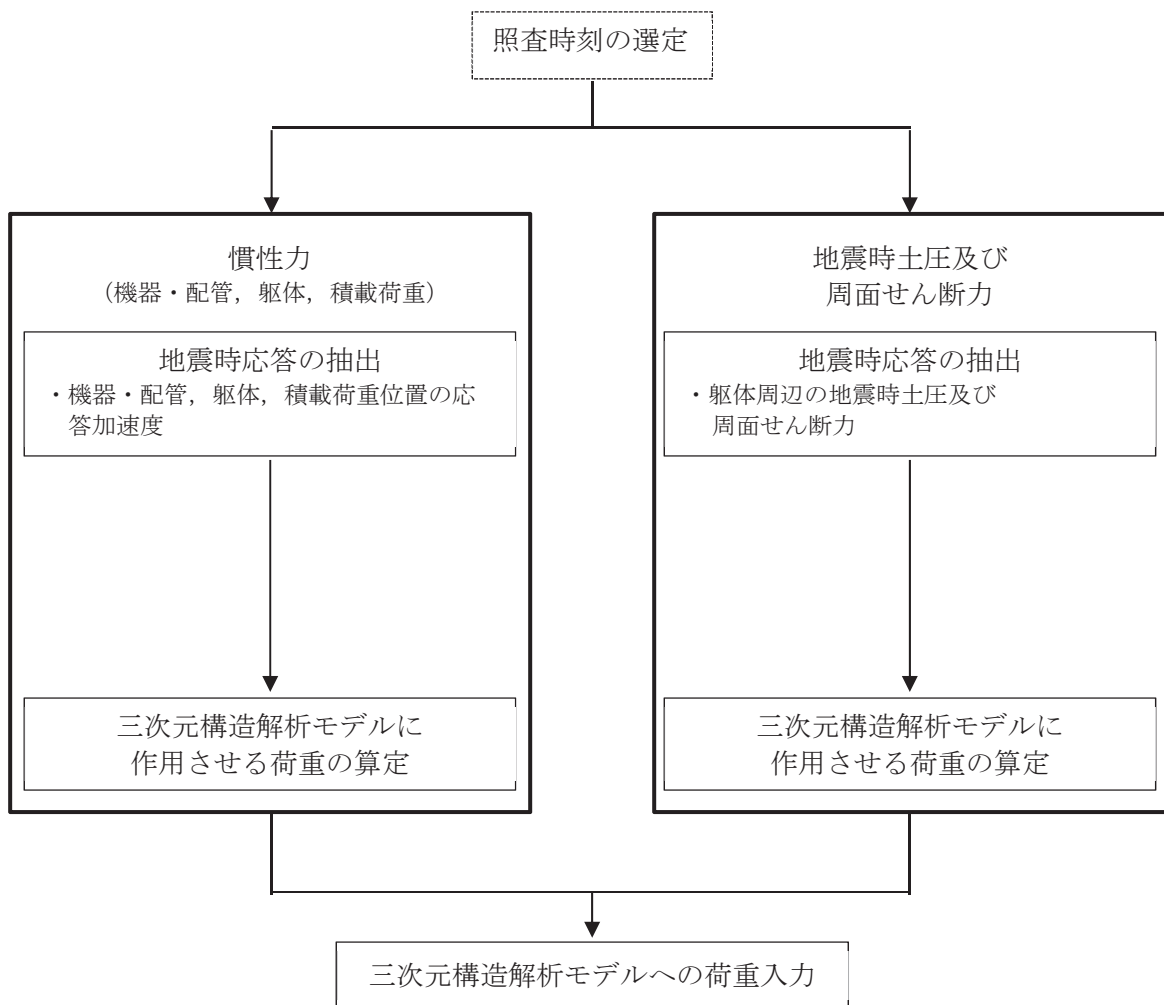 照査時刻の選定
慣性力
（機器・配管，躯体，積載荷重）
地震時応答の抽出
・機器・配管，躯体，積載荷重位置の応
答加速度
三次元構造解析モデルに
作用させる荷重の算定
地震時土圧及び
周面せん断力
地震時応答の抽出
・躯体周辺の地震時土圧及び
周面せん断力
三次元構造解析モデルに
作用させる荷重の算定
三次元構造解析モデルへの荷重入力